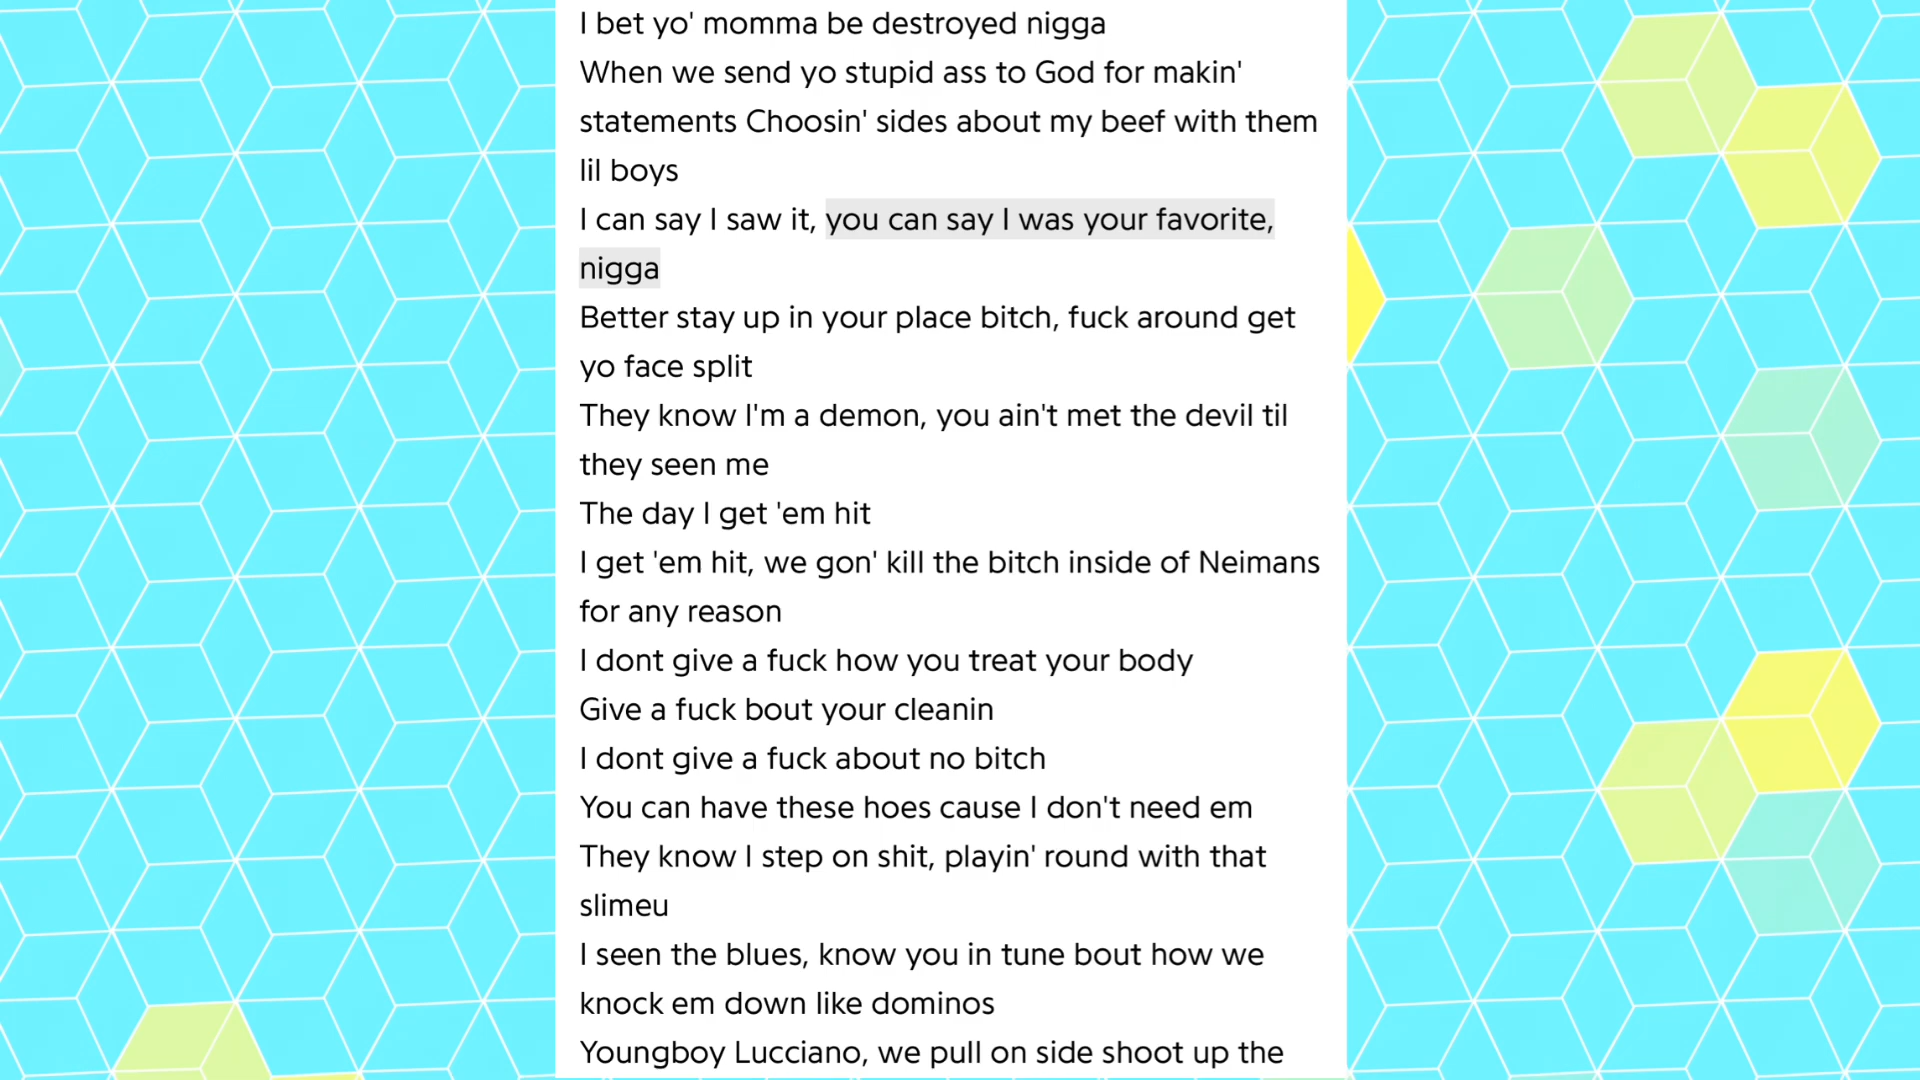 I bet yo' momma be destroyed nigga
When we send yo stupid ass to God for makin'
statements Choosin' sides about my beef with them
lil boys
I can say I saw it, you can say I was your favorite,
nigga
Better stay up in your place bitch, fuck around get
yo face split
They know I'm a demon, you ain't met the devil til
they seen me
The day I get 'em hit
I get 'em hit, we gon' kill the bitch inside of Neimans
for any reason
I dont give a fuck how you treat your body
Give a fuck bout your cleanin
I dont give a fuck about no bitch
You can have these hoes cause I don't need em
They know I step on shit, playin' round with that
slimeu
I seen the blues, know you in tune bout how we
knock em down like dominos
Youngboy Lucciano, we pull on side shoot up the